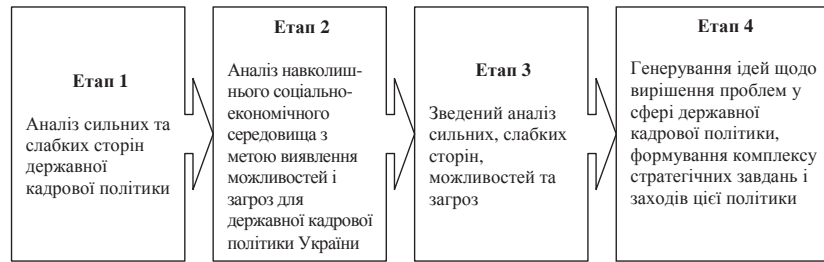 Етап 1
Аналіз сильних та
слабких сторін
державної
кадрової політики
Етап 2
Аналіз навколиш-
нього соціально-
економічного
середовища з
метою виявлення
можливостей і
загроз для
державної кадрової
політики України
Етап 3
Зведений аналіз
сильних, слабких
сторін,
можливостей та
загроз
Етап 4
Генерування ідей щодо
вирішення проблем у
сфері державної
кадрової політики,
формування комплексу
стратегічних завдань і
заходів цієї політики